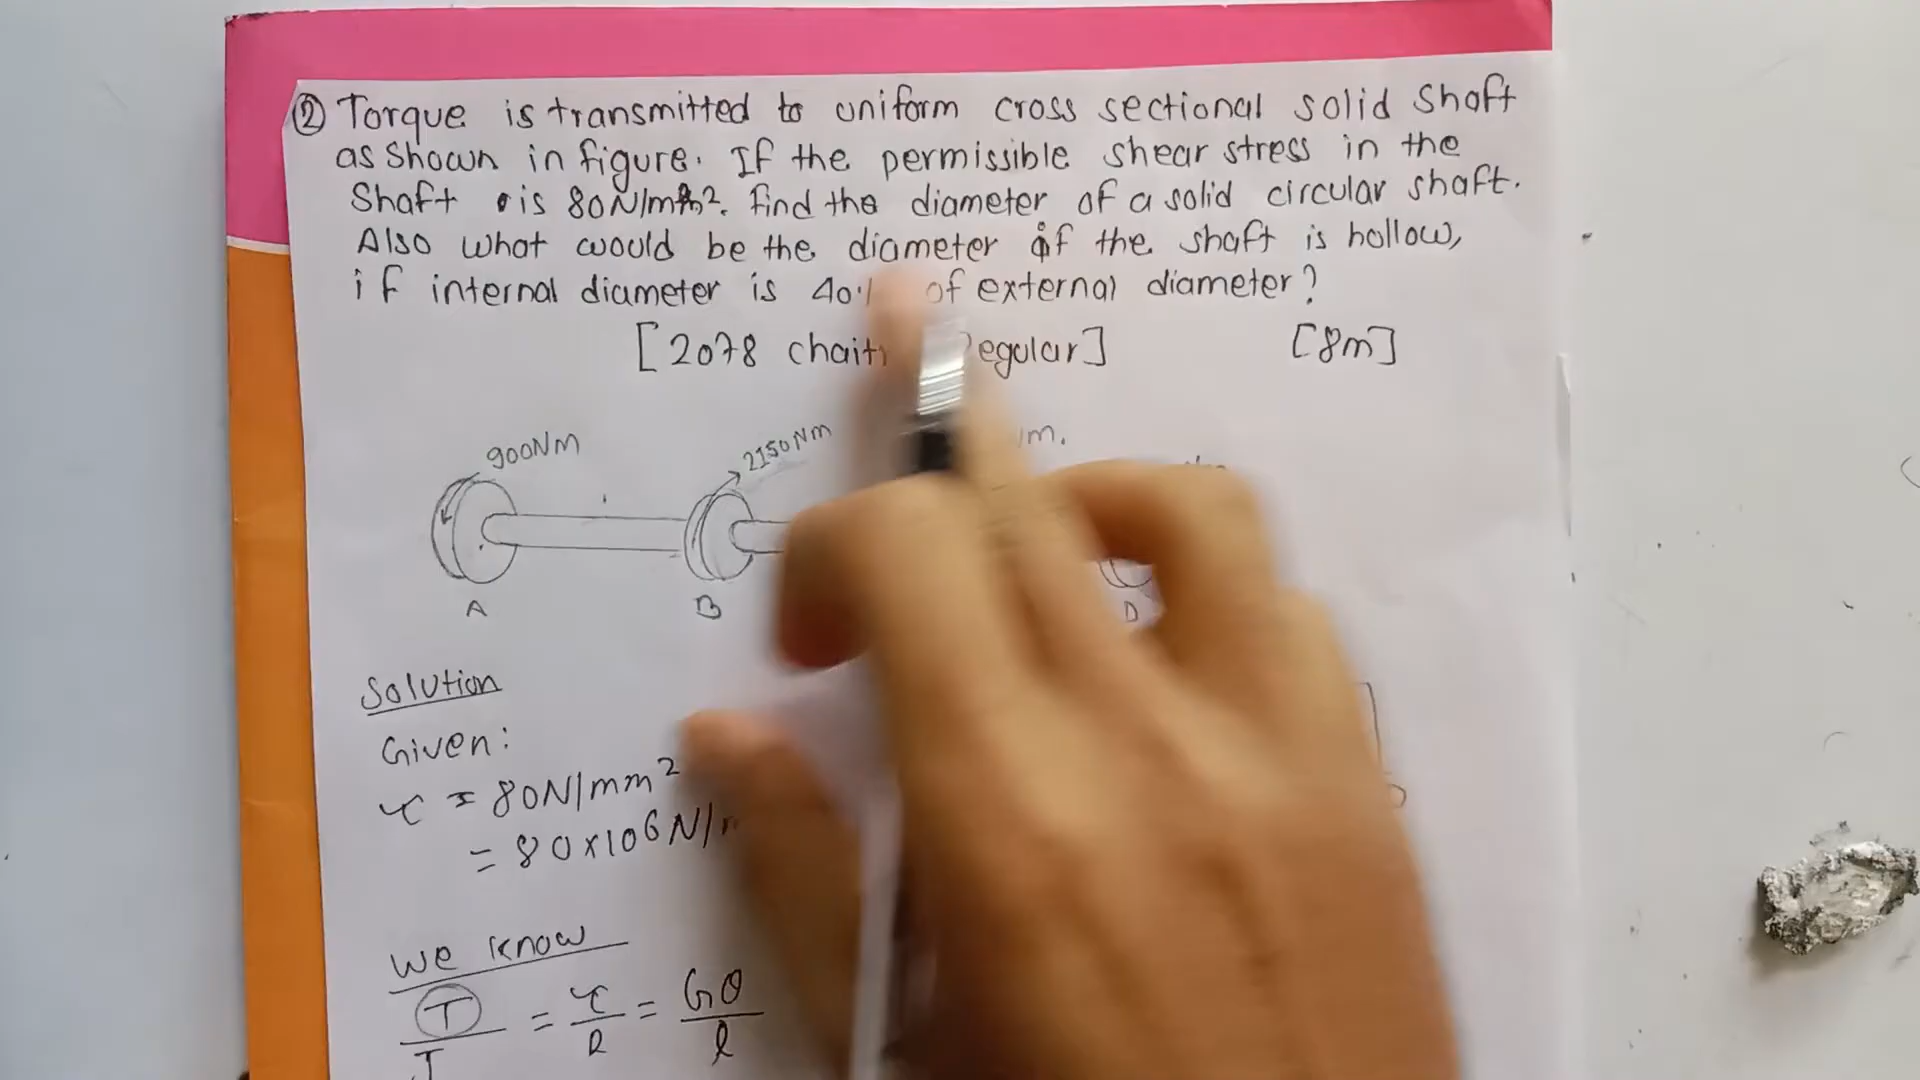 ② Torque is transmitted to uniform cross sectional solid shaft
as shown in figure. If the permissible shear stress in the
Shaft is 80N/mm². find the diameter of a solid circular shaft.
Also what would be the diameter if the shaft is hollow,
if internal diameter is 40% of external diameter?
[2078 Regular] [8m]
900Nm 2150Nm
A B D
Solution
Given:
τ = 80N/mm²
= 80×10⁶N/
We know
T/J = τ/R = Gθ/l